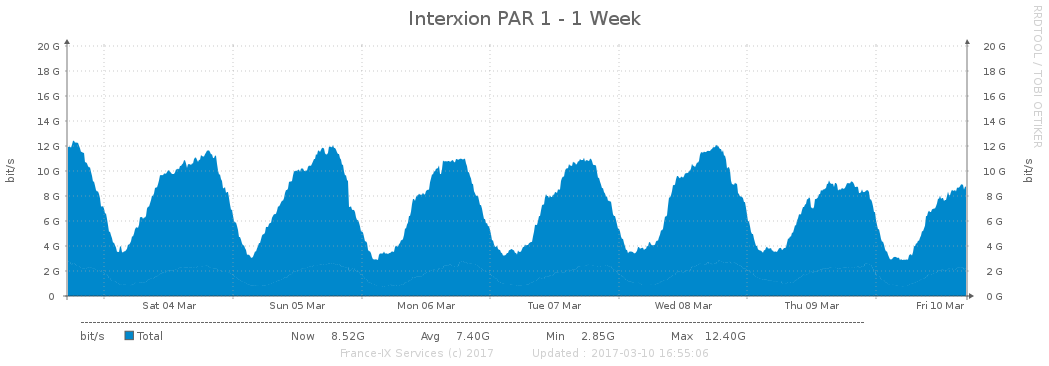 Interxion PAR 1 - 1 Week
RRDTOOL / TOBI OETIKER
bit/s
20 G 20 G
18 G 18 G
16 G 16 G
14 G 14 G
12 G 12 G
10 G 10 G
8 G 8 G
6 G 6 G
4 G 4 G
2 G 2 G
0 0 G
bit/s
Sat 04 Mar Sun 05 Mar Mon 06 Mar Tue 07 Mar Wed 08 Mar Thu 09 Mar Fri 10 Mar
bit/s Total Now 8.52G Avg 7.40G Min 2.85G Max 12.40G
France-IX Services (c) 2017 Updated : 2017-03-10 16:55:06